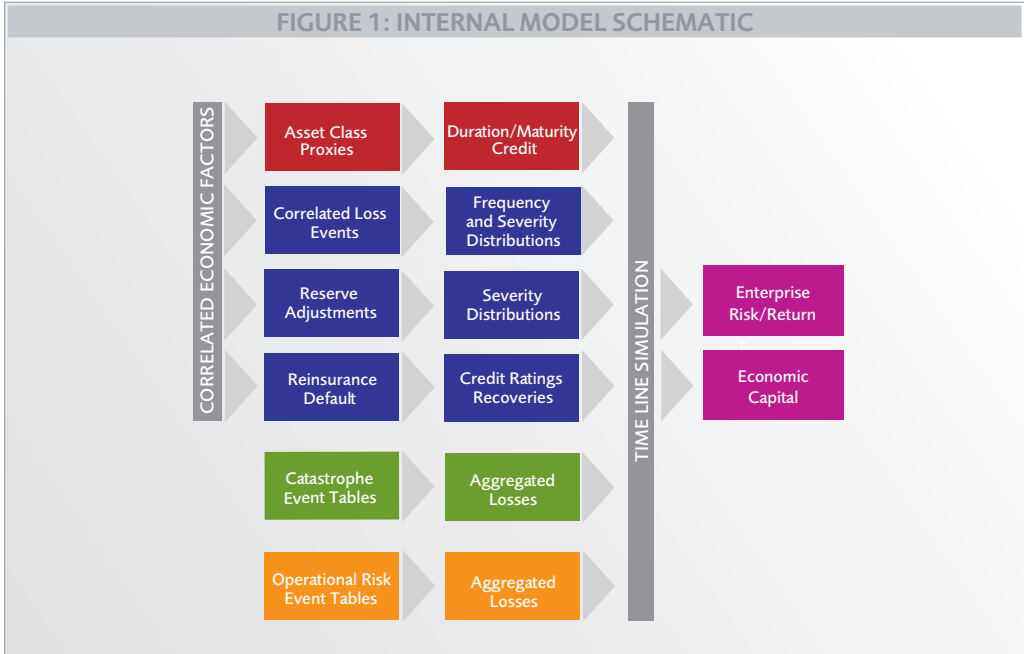 FIGURE 1: INTERNAL MODEL SCHEMATIC
CORRELATED ECONOMIC FACTORS
Asset Class
Proxies
Duration/Maturity
Credit
Correlated Loss
Events
Frequency
and Severity
Distributions
Reserve
Adjustments
Severity
Distributions
Reinsurance
Default
Credit Ratings
Recoveries
Catastrophe
Event Tables
Aggregated
Losses
Operational Risk
Event Tables
Aggregated
Losses
TIME LINE SIMULATION
Enterprise
Risk/Return
Economic
Capital